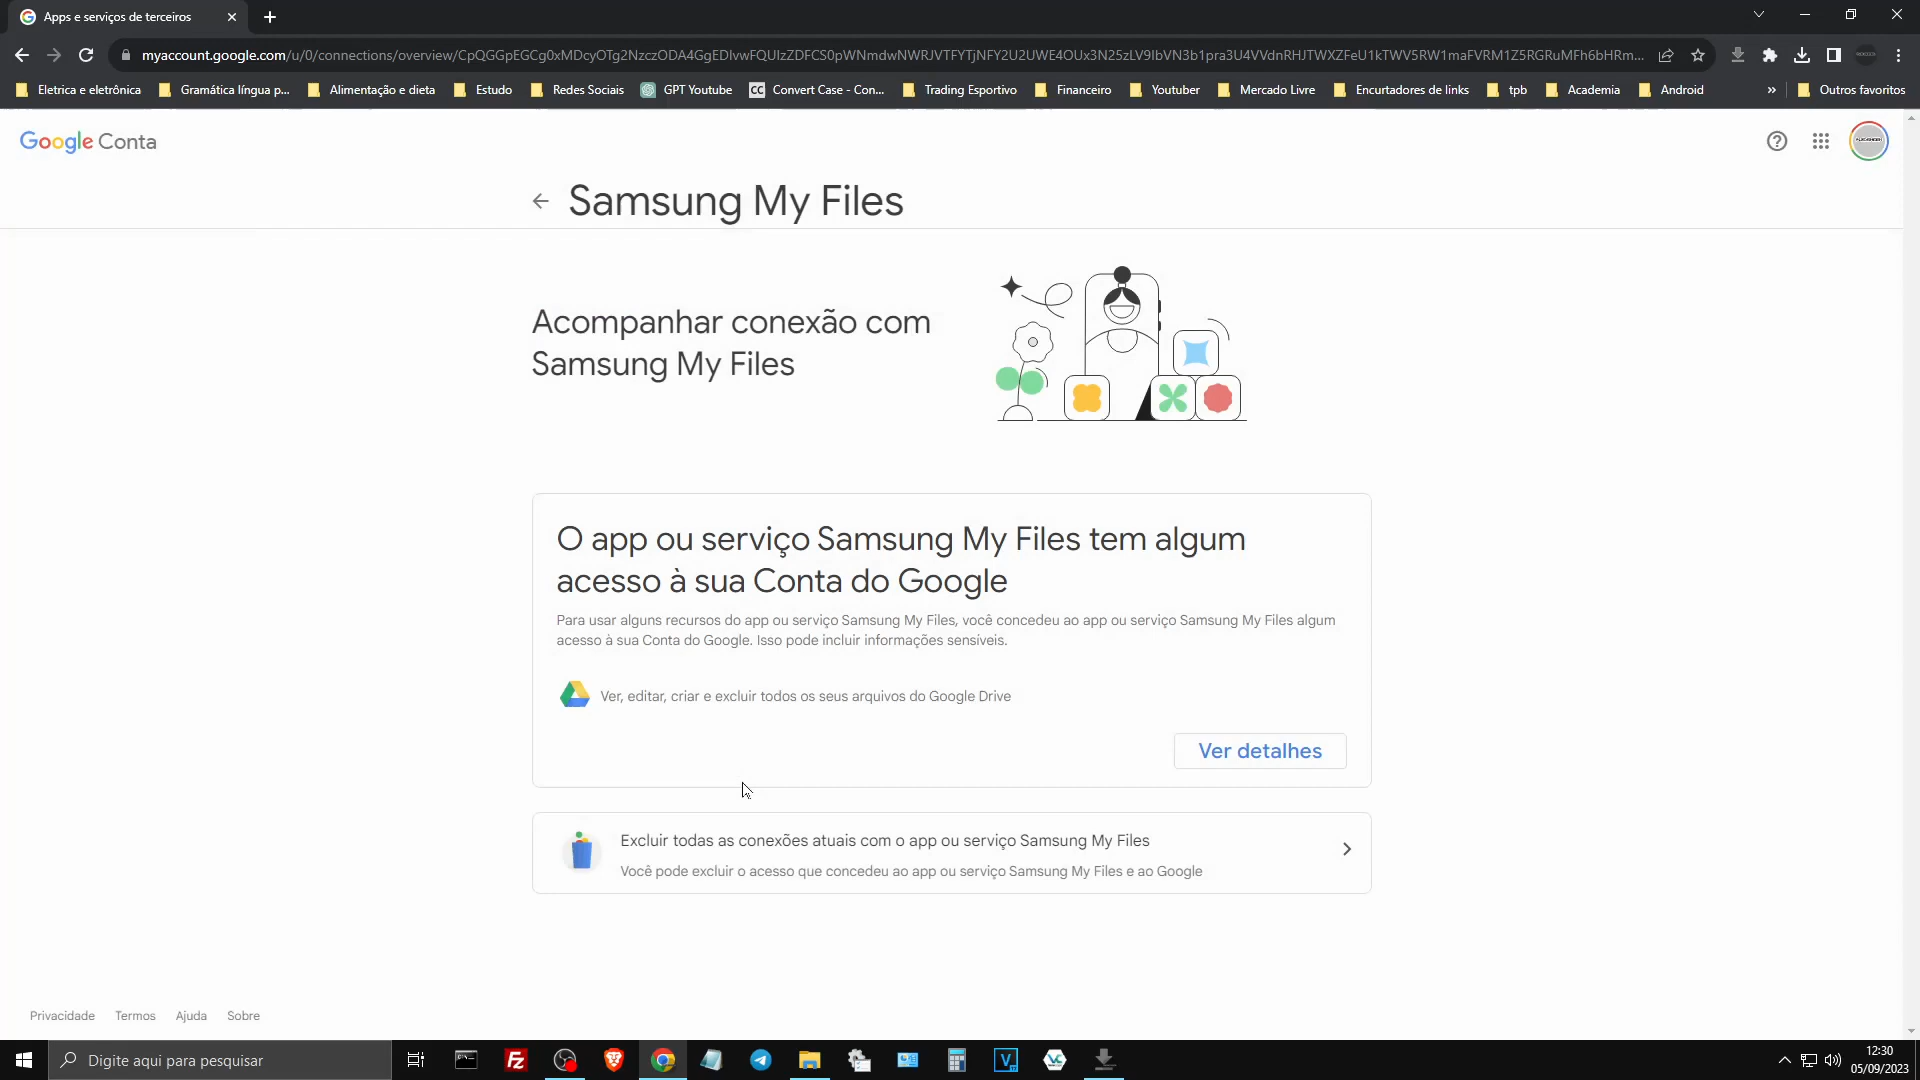 Apps e serviços de terceiros
myaccount.google.com/u/0/connections/overview/
Eletrica e eletrônica
Gramática língua p...
Alimentação e dieta
Estudo
Redes Sociais
GPT Youtube
CC
Convert Case - Con...
Trading Esportivo
Financeiro
Youtuber
Mercado Livre
Encurtadores de links
tpb
Academia
Android
»
Outros favoritos
Google Conta
Samsung My Files
Acompanhar conexão com
Samsung My Files
O app ou serviço Samsung My Files tem algum
acesso à sua Conta do Google
Para usar alguns recursos do app ou serviço Samsung My Files, você concedeu ao app ou serviço Samsung My Files algum
acesso à sua Conta do Google. Isso pode incluir informações sensíveis.
Ver, editar, criar e excluir todos os seus arquivos do Google Drive
Ver detalhes
Excluir todas as conexões atuais com o app ou serviço Samsung My Files
Você pode excluir o acesso que concedeu ao app ou serviço Samsung My Files e ao Google
Privacidade
Termos
Ajuda
Sobre
Digite aqui para pesquisar
12:30
05/09/2023